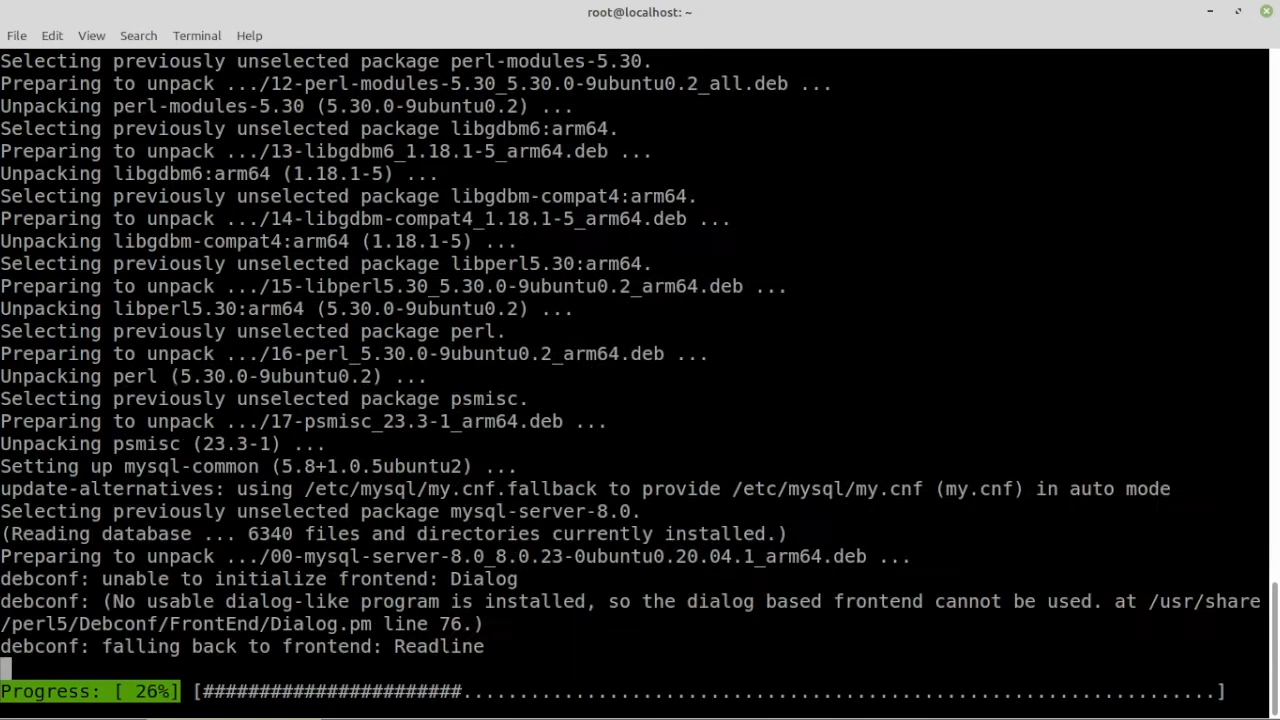 root@localhost: ~
File Edit View Search Terminal Help
Selecting previously unselected package perl-modules-5.30.
Preparing to unpack .../12-perl-modules-5.30_5.30.0-9ubuntu0.2_all.deb ...
Unpacking perl-modules-5.30 (5.30.0-9ubuntu0.2) ...
Selecting previously unselected package libgdbm6:arm64.
Preparing to unpack .../13-libgdbm6_1.18.1-5_arm64.deb ...
Unpacking libgdbm6:arm64 (1.18.1-5) ...
Selecting previously unselected package libgdbm-compat4:arm64.
Preparing to unpack .../14-libgdbm-compat4_1.18.1-5_arm64.deb ...
Unpacking libgdbm-compat4:arm64 (1.18.1-5) ...
Selecting previously unselected package libperl5.30:arm64.
Preparing to unpack .../15-libperl5.30_5.30.0-9ubuntu0.2_arm64.deb ...
Unpacking libperl5.30:arm64 (5.30.0-9ubuntu0.2) ...
Selecting previously unselected package perl.
Preparing to unpack .../16-perl_5.30.0-9ubuntu0.2_arm64.deb ...
Unpacking perl (5.30.0-9ubuntu0.2) ...
Selecting previously unselected package psmisc.
Preparing to unpack .../17-psmisc_23.3-1_arm64.deb ...
Unpacking psmisc (23.3-1) ...
Setting up mysql-common (5.8+1.0.5ubuntu2) ...
update-alternatives: using /etc/mysql/my.cnf.fallback to provide /etc/mysql/my.cnf (my.cnf) in auto mode
Selecting previously unselected package mysql-server-8.0.
(Reading database ... 6340 files and directories currently installed.)
Preparing to unpack .../00-mysql-server-8.0_8.0.23-0ubuntu0.20.04.1_arm64.deb ...
debconf: unable to initialize frontend: Dialog
debconf: (No usable dialog-like program is installed, so the dialog based frontend cannot be used. at /usr/share
/perl5/Debconf/FrontEnd/Dialog.pm line 76.)
debconf: falling back to frontend: Readline
Progress: [ 26%] [#######################...................................................................]